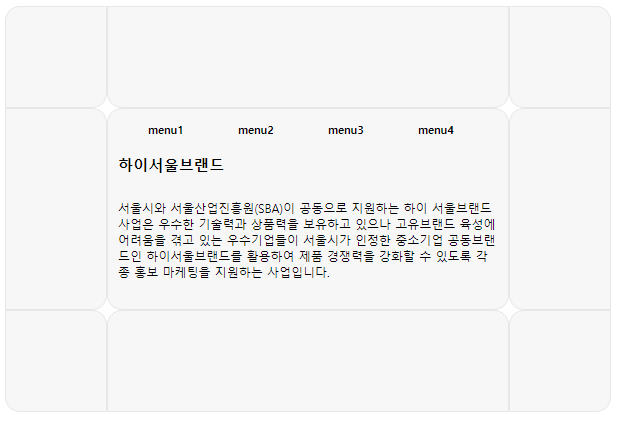 menu1 menu2 menu3 menu4
하이서울브랜드
서울시와 서울산업진흥원(SBA)이 공동으로 지원하는 하이 서울브랜드
사업은 우수한 기술력과 상품력을 보유하고 있으나 고유브랜드 육성에
어려움을 겪고 있는 우수기업들이 서울시가 인정한 중소기업 공동브랜
드인 하이서울브랜드를 활용하여 제품 경쟁력을 강화할 수 있도록 각
종 홍보 마케팅을 지원하는 사업입니다.